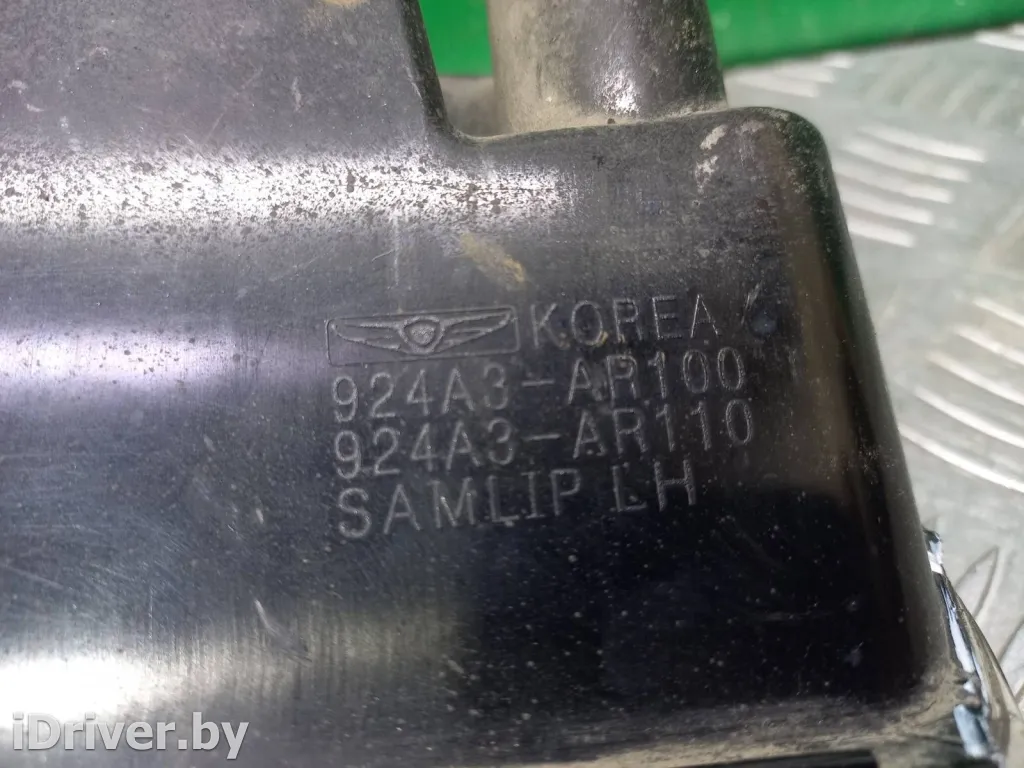 KOREA
924A3-AR100
924A3-AR110
SAMLIP LH
iDriver.by